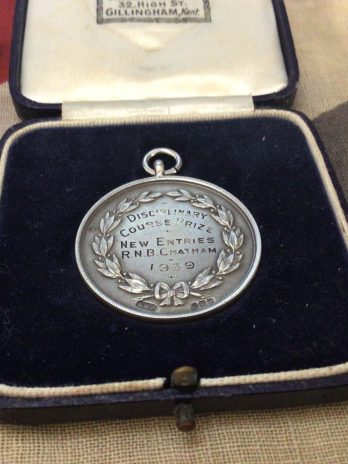 32, HIGH ST.
GILLINGHAM, Kent.
DISCIPLINARY
COURSE PRIZE
NEW ENTRIES
R.N.B. CHATHAM
1939